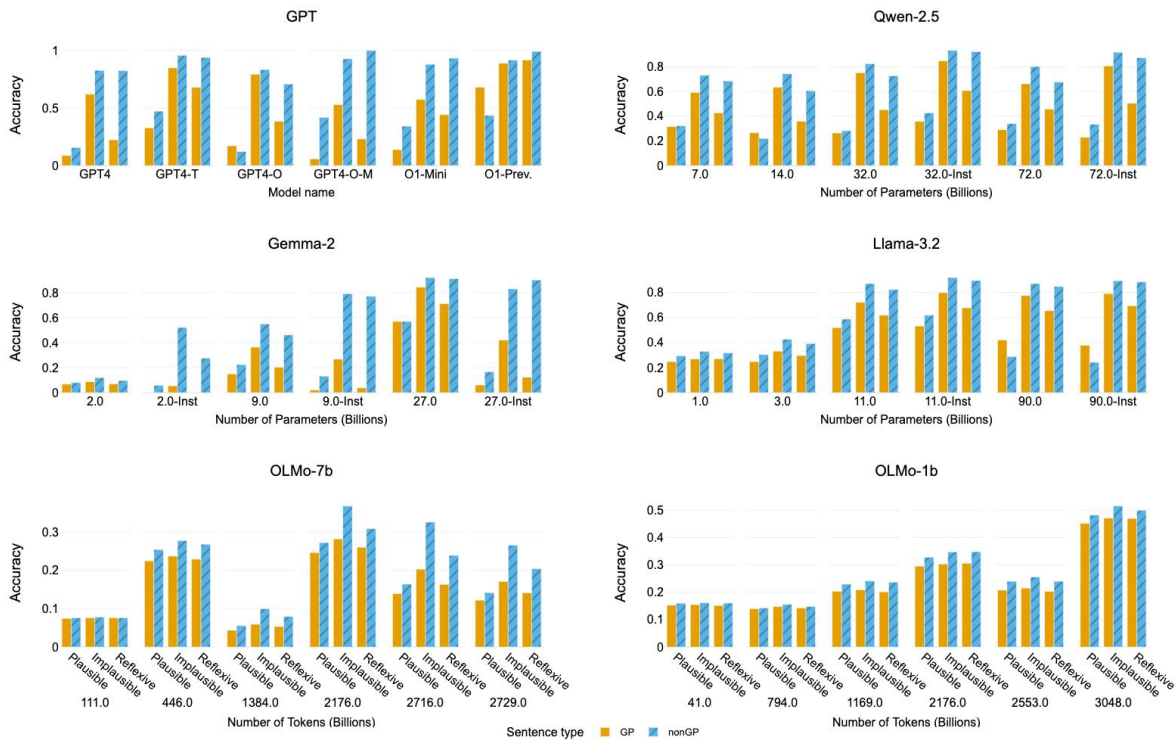 GPT
Accuracy
1
0.5
0
GPT4 GPT4-T GPT4-O GPT4-O-M O1-Mini O1-Prev.
Model name
Qwen-2.5
Accuracy
0.8
0.6
0.4
0.2
0
7.0 14.0 32.0 32.0-Inst 72.0 72.0-Inst
Number of Parameters (Billions)
Gemma-2
Accuracy
0.8
0.6
0.4
0.2
0
2.0 2.0-Inst 9.0 9.0-Inst 27.0 27.0-Inst
Number of Parameters (Billions)
Llama-3.2
Accuracy
0.8
0.6
0.4
0.2
0
1.0 3.0 11.0 11.0-Inst 90.0 90.0-Inst
Number of Parameters (Billions)
OLMo-7b
Accuracy
0.3
0.2
0.1
0
Plausible Implausible Reflexive Plausible Implausible Reflexive Plausible Implausible Reflexive Plausible Implausible Reflexive Plausible Implausible Reflexive Plausible Implausible Reflexive
111.0 446.0 1384.0 2176.0 2716.0 2729.0
Number of Tokens (Billions)
OLMo-1b
Accuracy
0.5
0.4
0.3
0.2
0.1
0
Plausible Implausible Reflexive Plausible Implausible Reflexive Plausible Implausible Reflexive Plausible Implausible Reflexive Plausible Implausible Reflexive Plausible Implausible Reflexive
41.0 794.0 1169.0 2176.0 2553.0 3048.0
Number of Tokens (Billions)
Sentence type GP nonGP